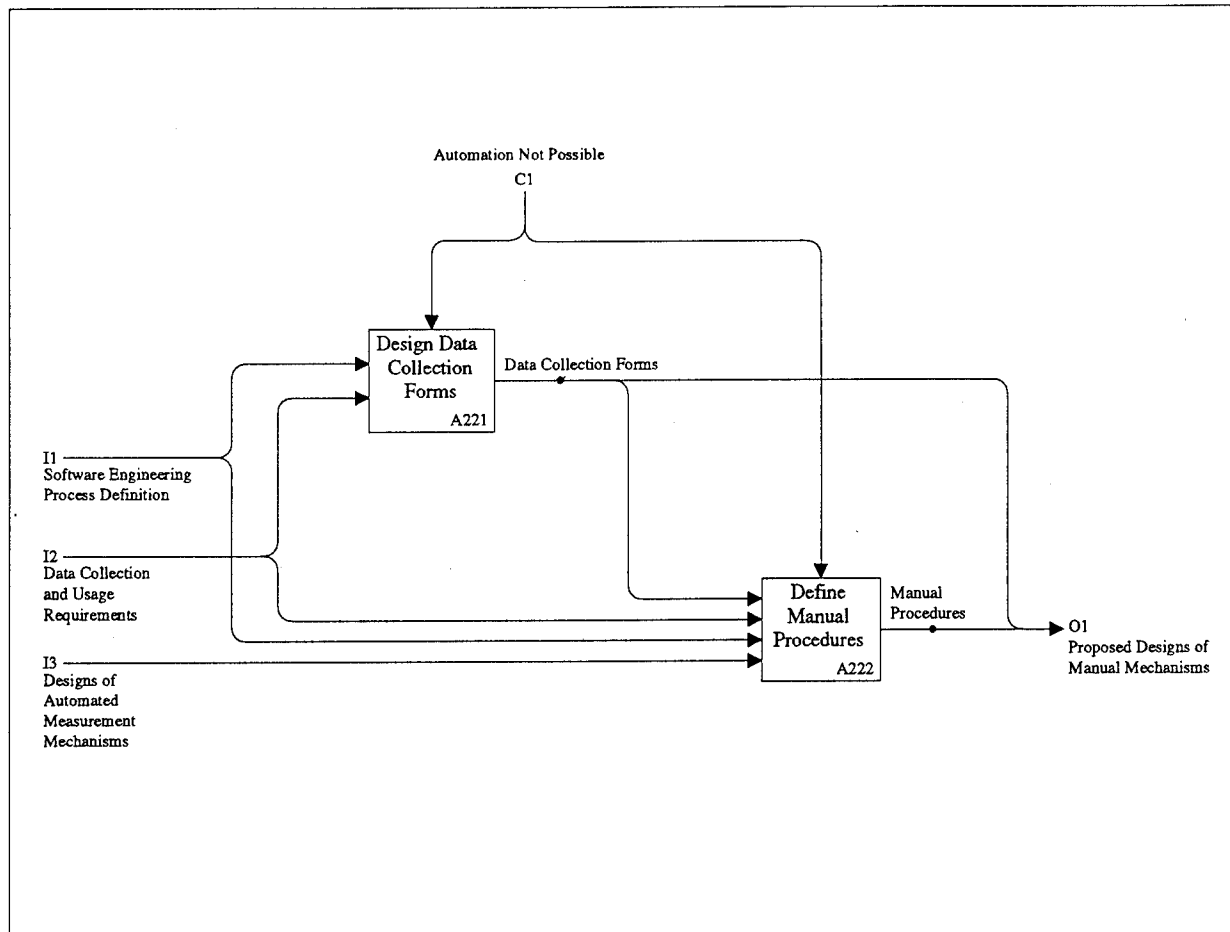 Automation Not Possible
C1
Design Data
Collection
Forms
A221
Data Collection Forms
I1
Software Engineering
Process Definition
I2
Data Collection
and Usage
Requirements
I3
Designs of
Automated
Measurement
Mechanisms
Define
Manual
Procedures
A222
Manual
Procedures
O1
Proposed Designs of
Manual Mechanisms